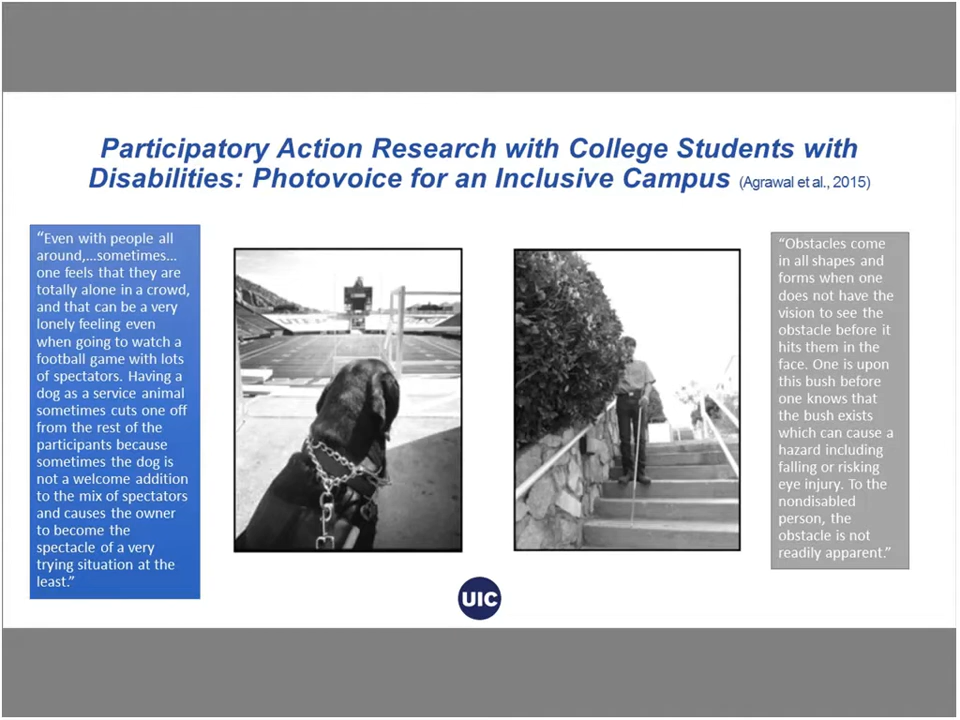 Participatory Action Research with College Students with
Disabilities: Photovoice for an Inclusive Campus (Agrawal et al., 2015)
“Even with people all
around,...sometimes...
one feels that they are
totally alone in a crowd,
and that can be a very
lonely feeling even
when going to watch a
football game with lots
of spectators. Having a
dog as a service animal
sometimes cuts one off
from the rest of the
participants because
sometimes the dog is
not a welcome addition
to the mix of spectators
and causes the owner
to become the
spectacle of a very
trying situation at the
least.”
“Obstacles come
in all shapes and
forms when one
does not have the
vision to see the
obstacle before it
hits them in the
face. One is upon
this bush before
one knows that
the bush exists
which can cause a
hazard including
falling or risking
eye injury. To the
nondisabled
person, the
obstacle is not
readily apparent.”
UIC